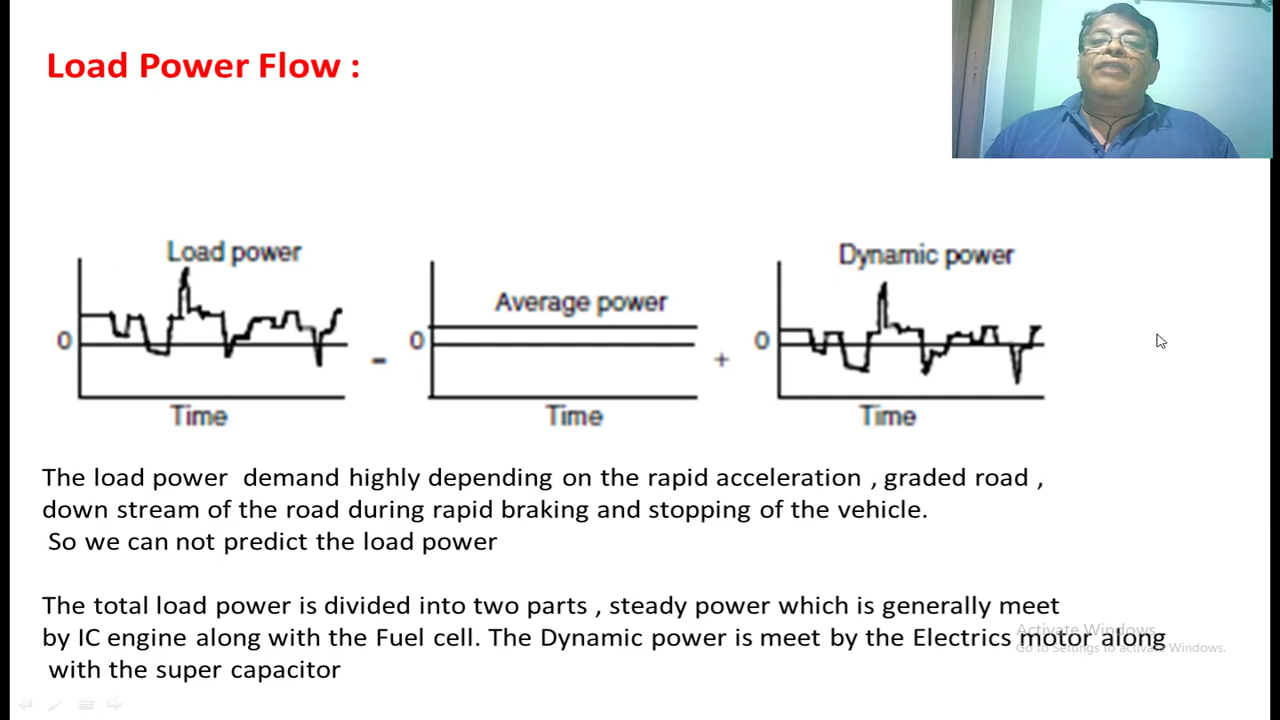 Load Power Flow :
Load power
0
Time
-
Average power
0
Time
+
Dynamic power
0
Time
The load power demand highly depending on the rapid acceleration , graded road ,
down stream of the road during rapid braking and stopping of the vehicle.
So we can not predict the load power
The total load power is divided into two parts , steady power which is generally meet
by IC engine along with the Fuel cell. The Dynamic power is meet by the Electrics motor along
with the super capacitor
Activate Windows
Go to Settings to activate Windows.